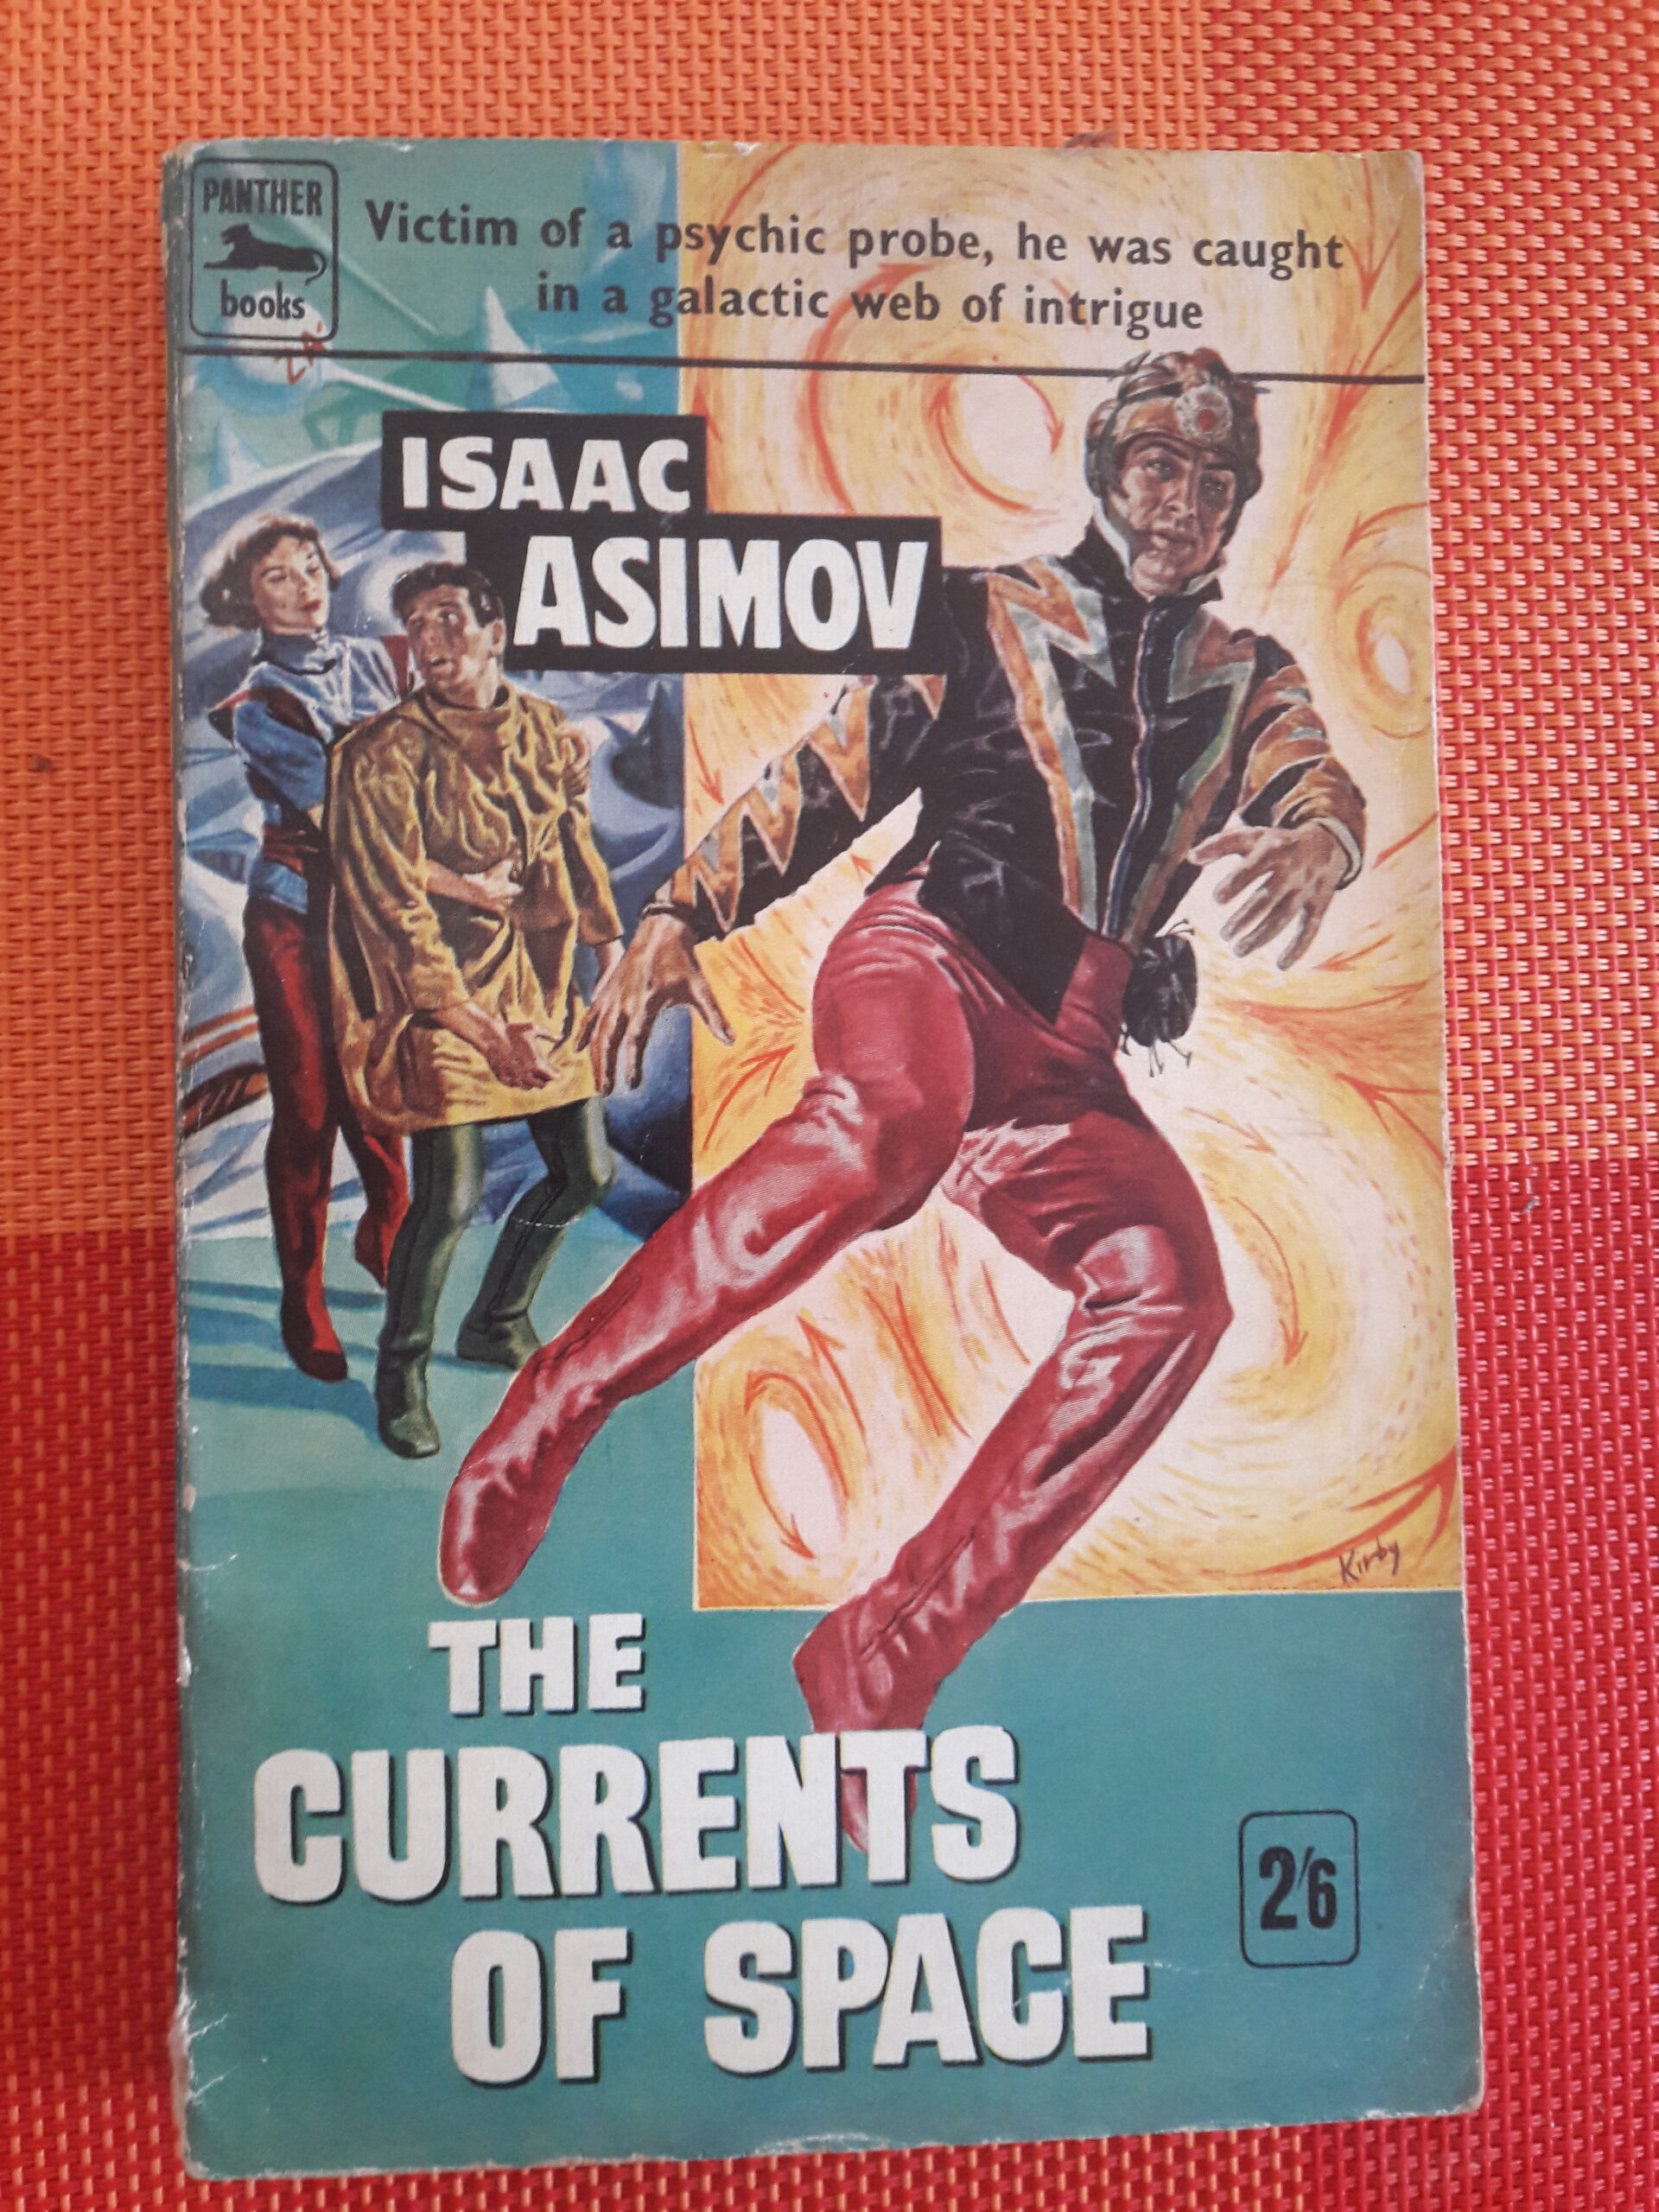 PANTHER
books
Victim of a psychic probe, he was caught
in a galactic web of intrigue
ISAAC
ASIMOV
Kirby
THE
CURRENTS
OF SPACE
2/6